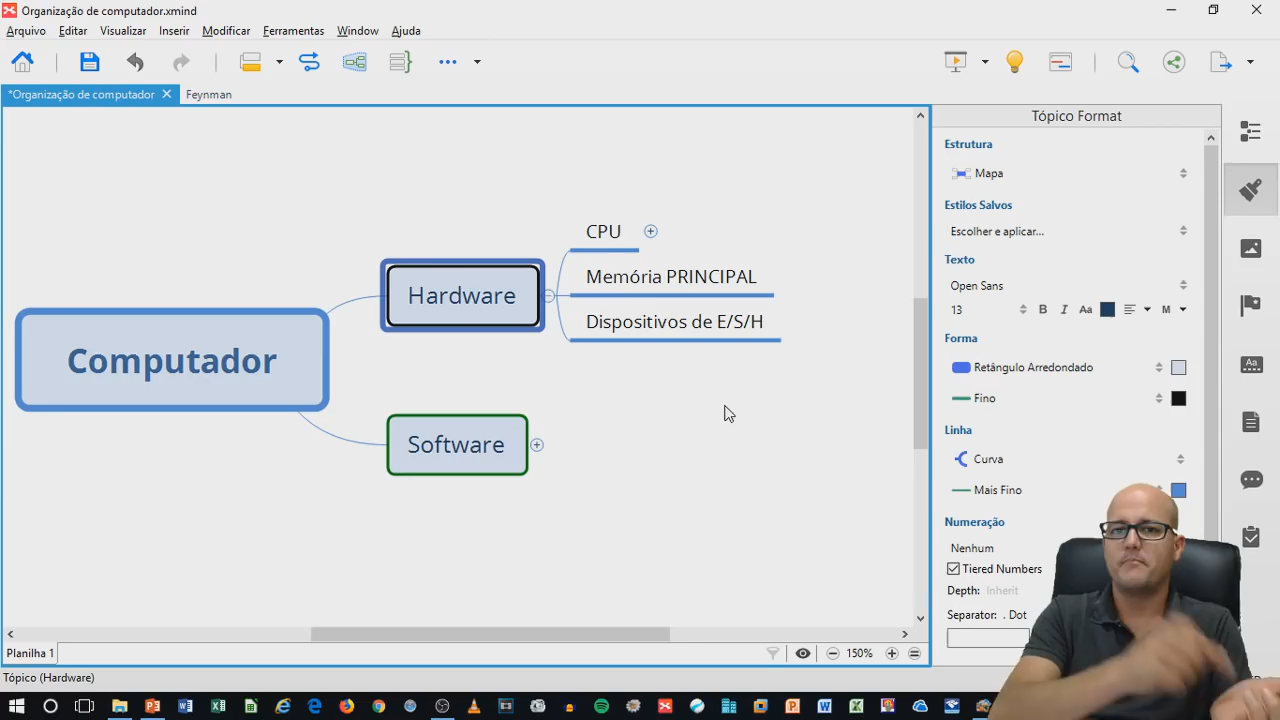 Organização de computador.xmind
Arquivo Editar Visualizar Inserir Modificar Ferramentas Window Ajuda
*Organização de computador Feynman
Tópico Format
Estrutura
Mapa
Estilos Salvos
Escolher e aplicar...
Texto
Open Sans
13 B I Aa M
Forma
Retângulo Arredondado
Fino
Linha
Curva
Mais Fino
Numeração
Nenhum
Tiered Numbers
Depth: Inherit
Separator: . Dot
CPU
Memória PRINCIPAL
Dispositivos de E/S/H
Hardware
Computador
Software
Planilha 1
150%
Tópico (Hardware)